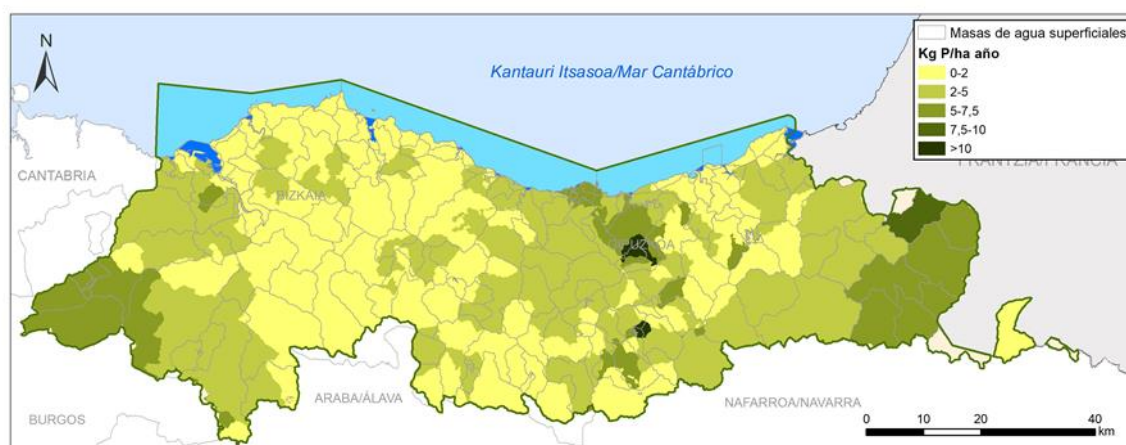 N
Kantauri Itsasoa/Mar Cantábrico
Masas de agua superficiales
Kg P/ha año
0-2
2-5
5-7,5
7,5-10
>10
FRANTZIA/FRANCIA
CANTABRIA
BIZKAIA
ARABA/ÁLAVA
NAFARROA/NAVARRA
BURGOS
0 10 20 40
km